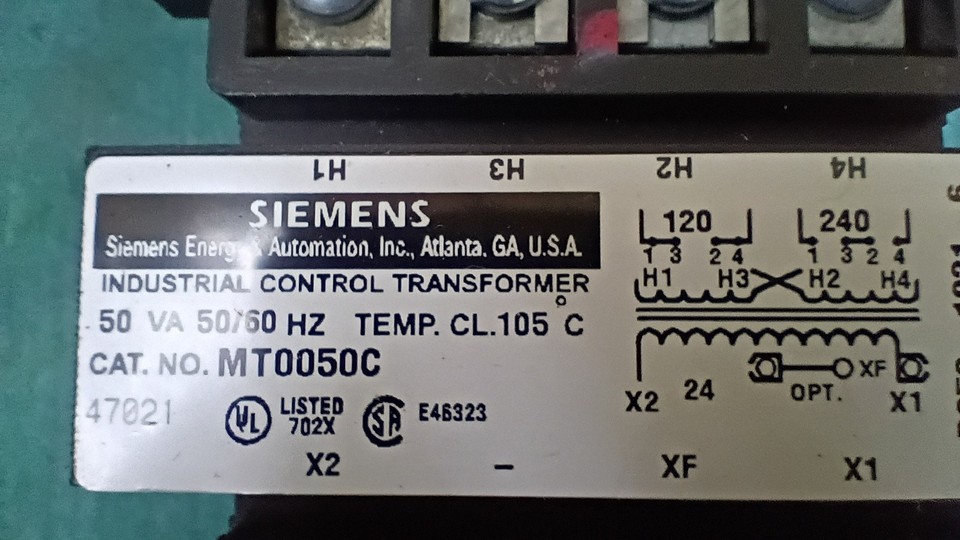 H1 H3 H2 H4
SIEMENS
Siemens Energy & Automation, Inc., Atlanta, GA, U.S.A.
INDUSTRIAL CONTROL TRANSFORMER
50 VA 50/60 HZ TEMP. CL.105 °C
CAT. NO. MT0050C
47021
UL LISTED
702X
SA E46323
120 240
1 3 2 4 1 3 2 4
H1 H3 H2 H4
XF
OPT.
X2 24 X1
X2 – XF X1